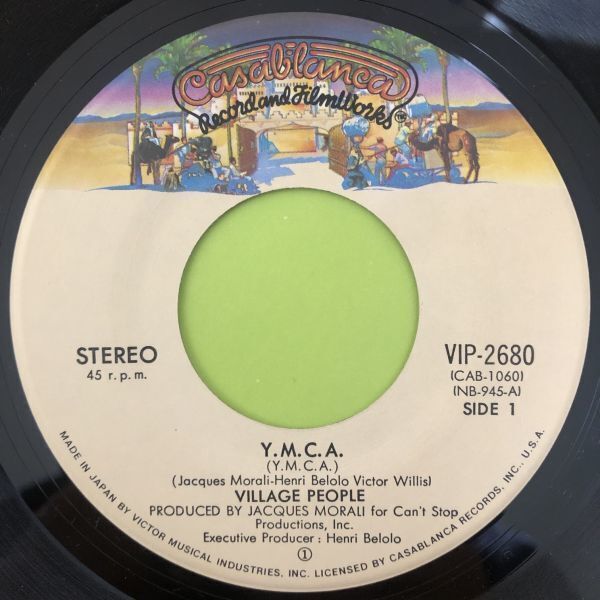 Casablanca
Record and FilmWorks
TM
STEREO
45 r.p.m.
VIP-2680
(CAB-1060)
(NB-945-A)
SIDE 1
Y.M.C.A.
(Y.M.C.A.)
(Jacques Morali-Henri Belolo Victor Willis)
VILLAGE PEOPLE
PRODUCED BY JACQUES MORALI for Can't Stop
Productions, Inc.
Executive Producer : Henri Belolo
①
MADE IN JAPAN BY VICTOR MUSICAL INDUSTRIES, INC. LICENSED BY CASABLANCA RECORDS, INC., U.S.A.